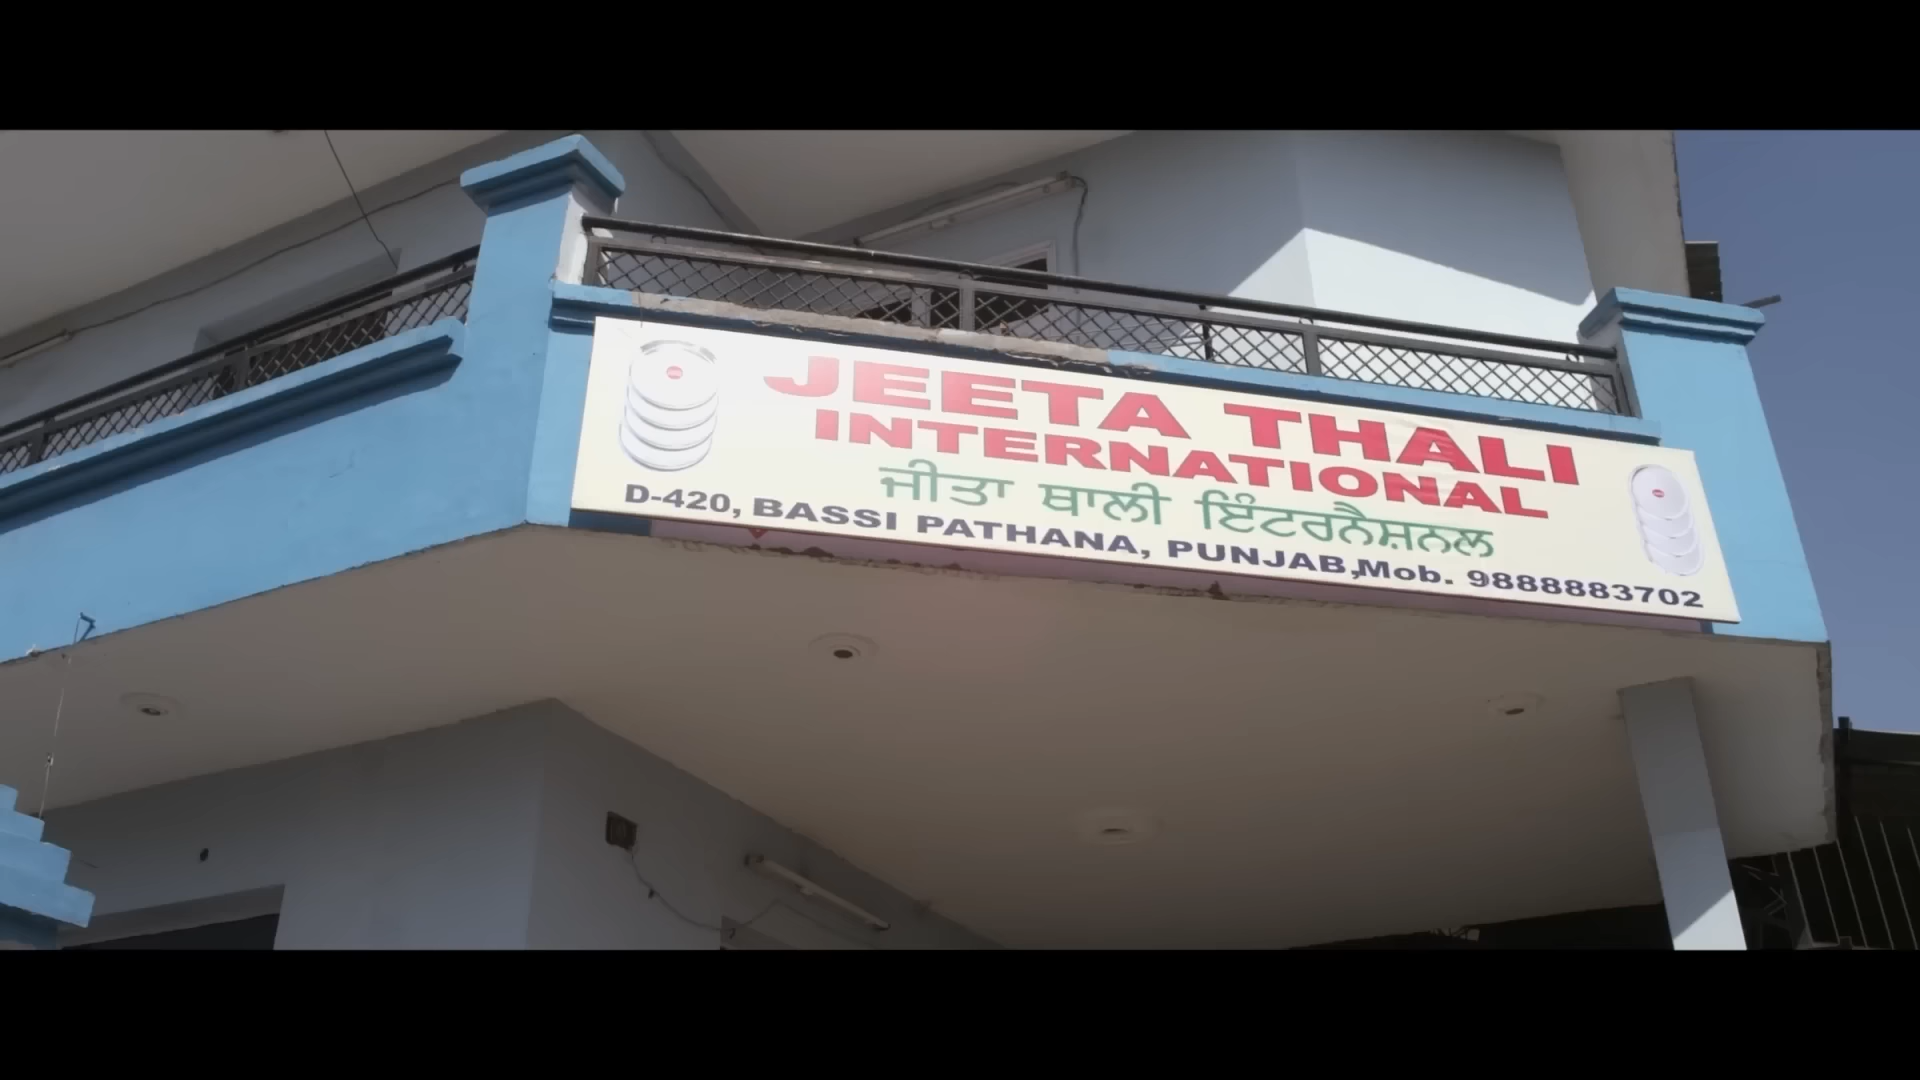 JEETA THALI
INTERNATIONAL
ਜੀਤਾ ਥਾਲੀ ਇੰਟਰਨੈਸ਼ਨਲ
D-420, BASSI PATHANA, PUNJAB,Mob. 9888883702